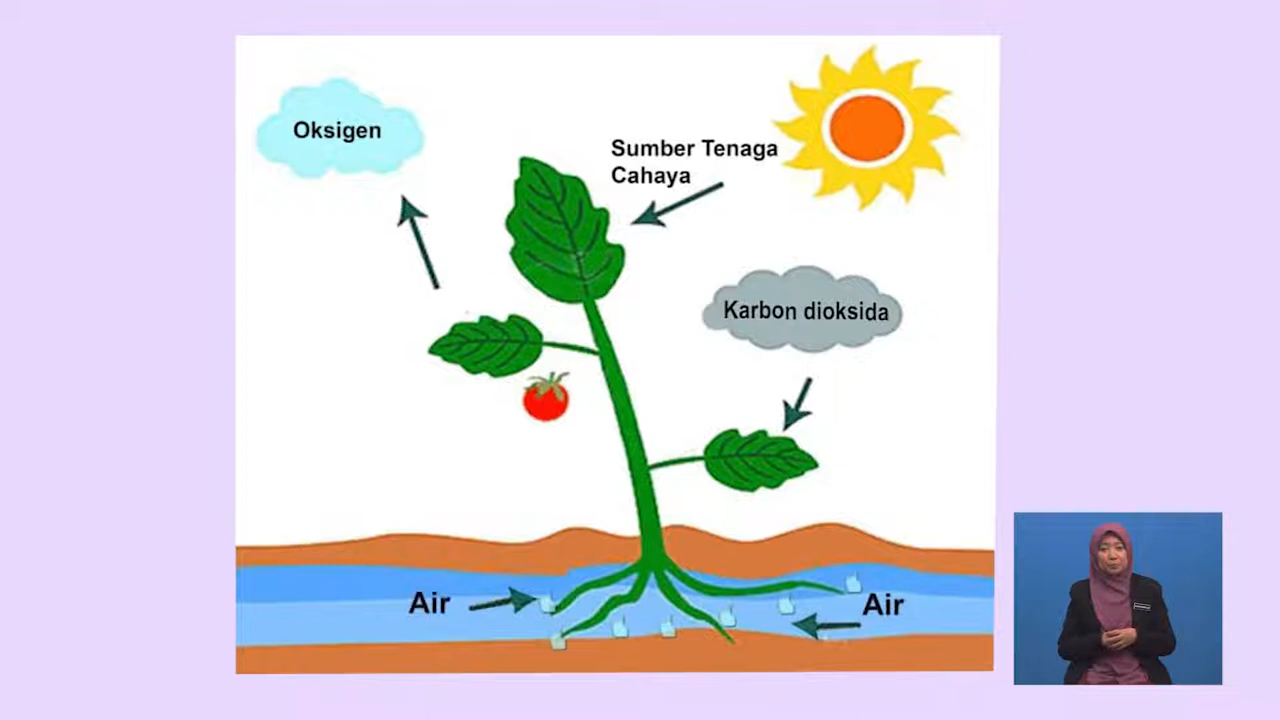 Oksigen
Sumber Tenaga
Cahaya
Karbon dioksida
Air
Air